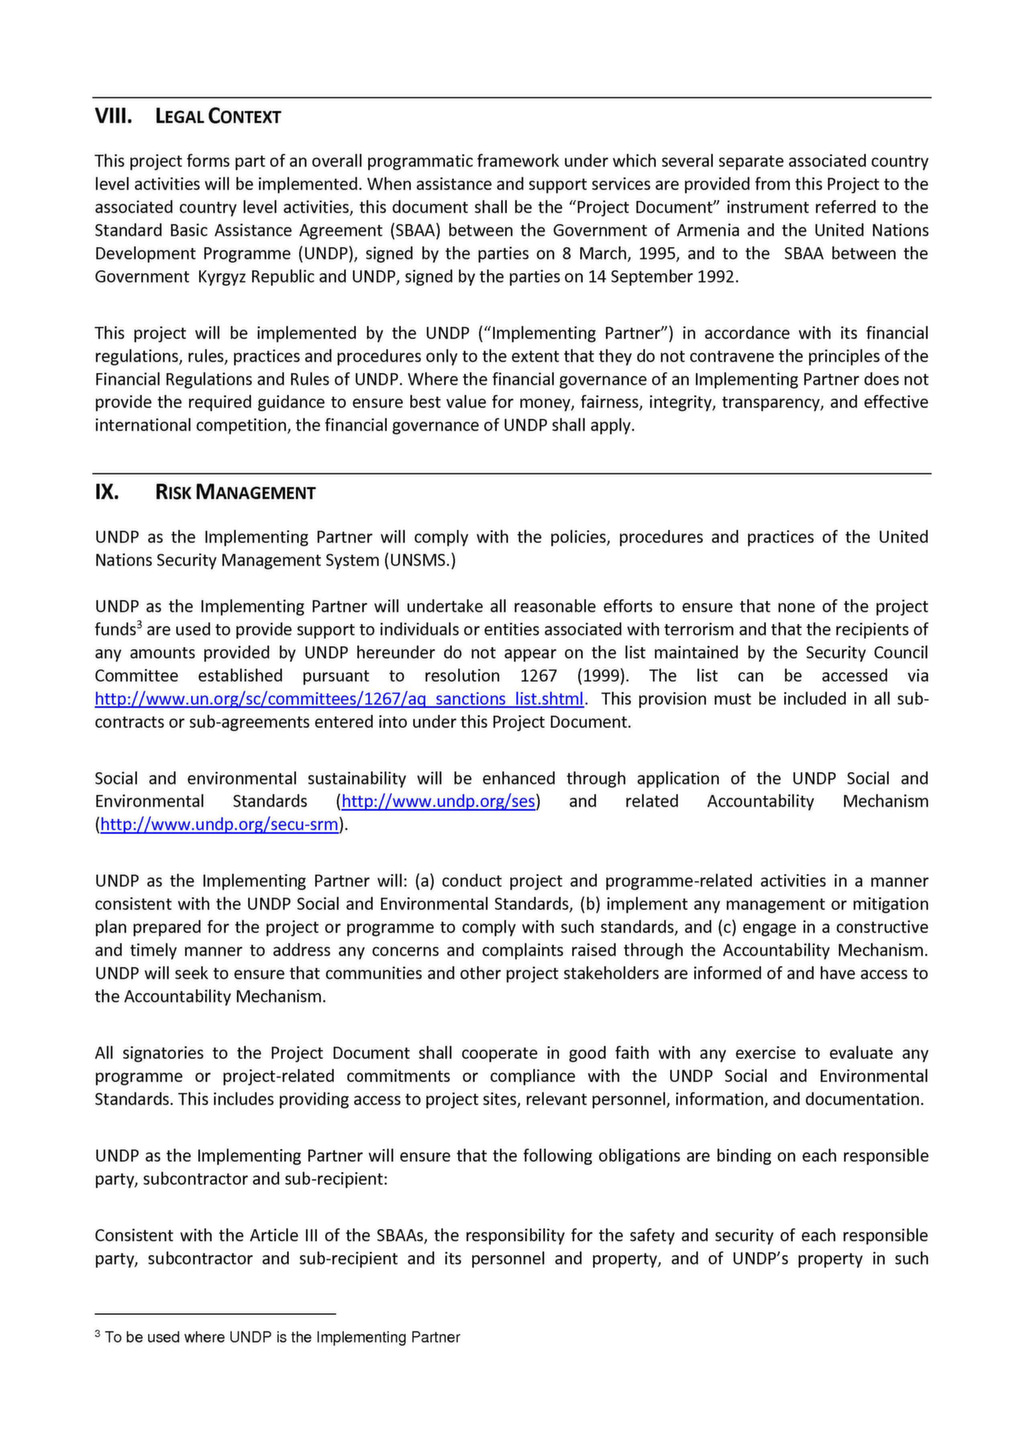 VIII. LEGAL CONTEXT
This project forms part of an overall programmatic framework under which several separate associated country
level activities will be implemented. When assistance and support services are provided from this Project to the
associated country level activities, this document shall be the “Project Document” instrument referred to the
Standard Basic Assistance Agreement (SBAA) between the Government of Armenia and the United Nations
Development Programme (UNDP), signed by the parties on 8 March, 1995, and to the SBAA between the
Government Kyrgyz Republic and UNDP, signed by the parties on 14 September 1992.
This project will be implemented by the UNDP (“Implementing Partner”) in accordance with its financial
regulations, rules, practices and procedures only to the extent that they do not contravene the principles of the
Financial Regulations and Rules of UNDP. Where the financial governance of an Implementing Partner does not
provide the required guidance to ensure best value for money, fairness, integrity, transparency, and effective
international competition, the financial governance of UNDP shall apply.
IX. RISK MANAGEMENT
UNDP as the Implementing Partner will comply with the policies, procedures and practices of the United
Nations Security Management System (UNSMS.)
UNDP as the Implementing Partner will undertake all reasonable efforts to ensure that none of the project
funds³ are used to provide support to individuals or entities associated with terrorism and that the recipients of
any amounts provided by UNDP hereunder do not appear on the list maintained by the Security Council
Committee established pursuant to resolution 1267 (1999). The list can be accessed via
http://www.un.org/sc/committees/1267/aq_sanctions_list.shtml. This provision must be included in all sub-
contracts or sub-agreements entered into under this Project Document.
Social and environmental sustainability will be enhanced through application of the UNDP Social and
Environmental Standards (http://www.undp.org/ses) and related Accountability Mechanism
(http://www.undp.org/secu-srm).
UNDP as the Implementing Partner will: (a) conduct project and programme-related activities in a manner
consistent with the UNDP Social and Environmental Standards, (b) implement any management or mitigation
plan prepared for the project or programme to comply with such standards, and (c) engage in a constructive
and timely manner to address any concerns and complaints raised through the Accountability Mechanism.
UNDP will seek to ensure that communities and other project stakeholders are informed of and have access to
the Accountability Mechanism.
All signatories to the Project Document shall cooperate in good faith with any exercise to evaluate any
programme or project-related commitments or compliance with the UNDP Social and Environmental
Standards. This includes providing access to project sites, relevant personnel, information, and documentation.
UNDP as the Implementing Partner will ensure that the following obligations are binding on each responsible
party, subcontractor and sub-recipient:
Consistent with the Article III of the SBAAs, the responsibility for the safety and security of each responsible
party, subcontractor and sub-recipient and its personnel and property, and of UNDP’s property in such
³ To be used where UNDP is the Implementing Partner